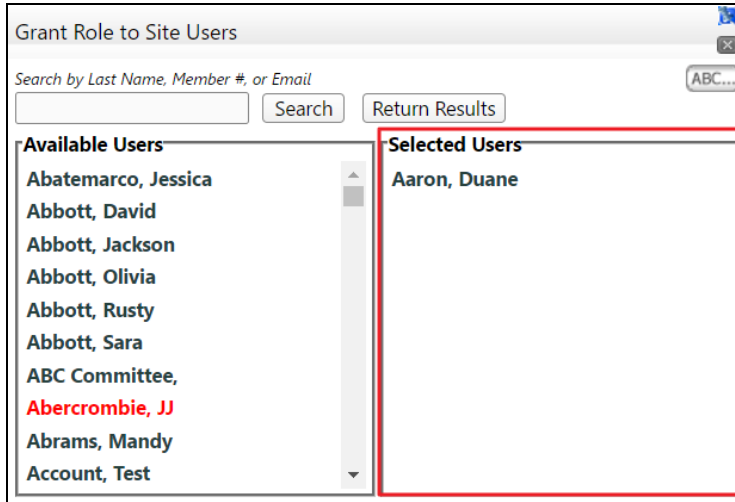 Grant Role to Site Users
Search by Last Name, Member #, or Email
ABC...
Search
Return Results
Available Users
Abatemarco, Jessica
Abbott, David
Abbott, Jackson
Abbott, Olivia
Abbott, Rusty
Abbott, Sara
ABC Committee,
Abercrombie, JJ
Abrams, Mandy
Account, Test
Selected Users
Aaron, Duane